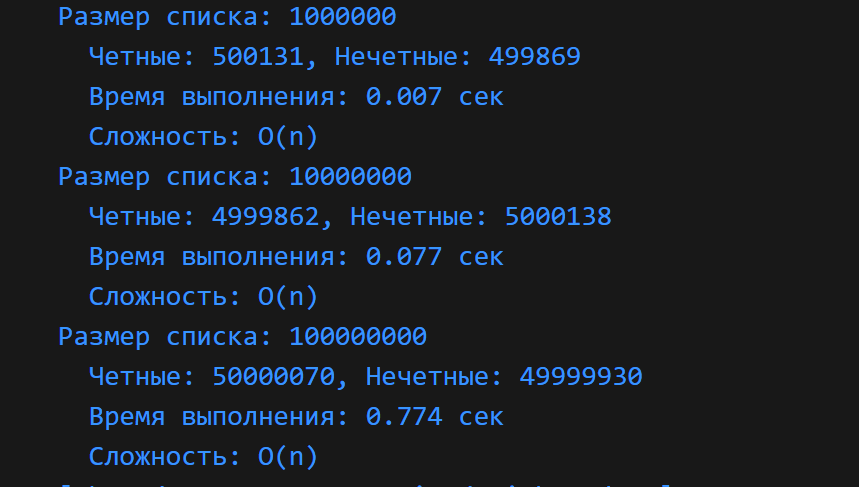 Размер списка: 1000000
Четные: 500131, Нечетные: 499869
Время выполнения: 0.007 сек
Сложность: O(n)
Размер списка: 10000000
Четные: 4999862, Нечетные: 5000138
Время выполнения: 0.077 сек
Сложность: O(n)
Размер списка: 100000000
Четные: 50000070, Нечетные: 49999930
Время выполнения: 0.774 сек
Сложность: O(n)